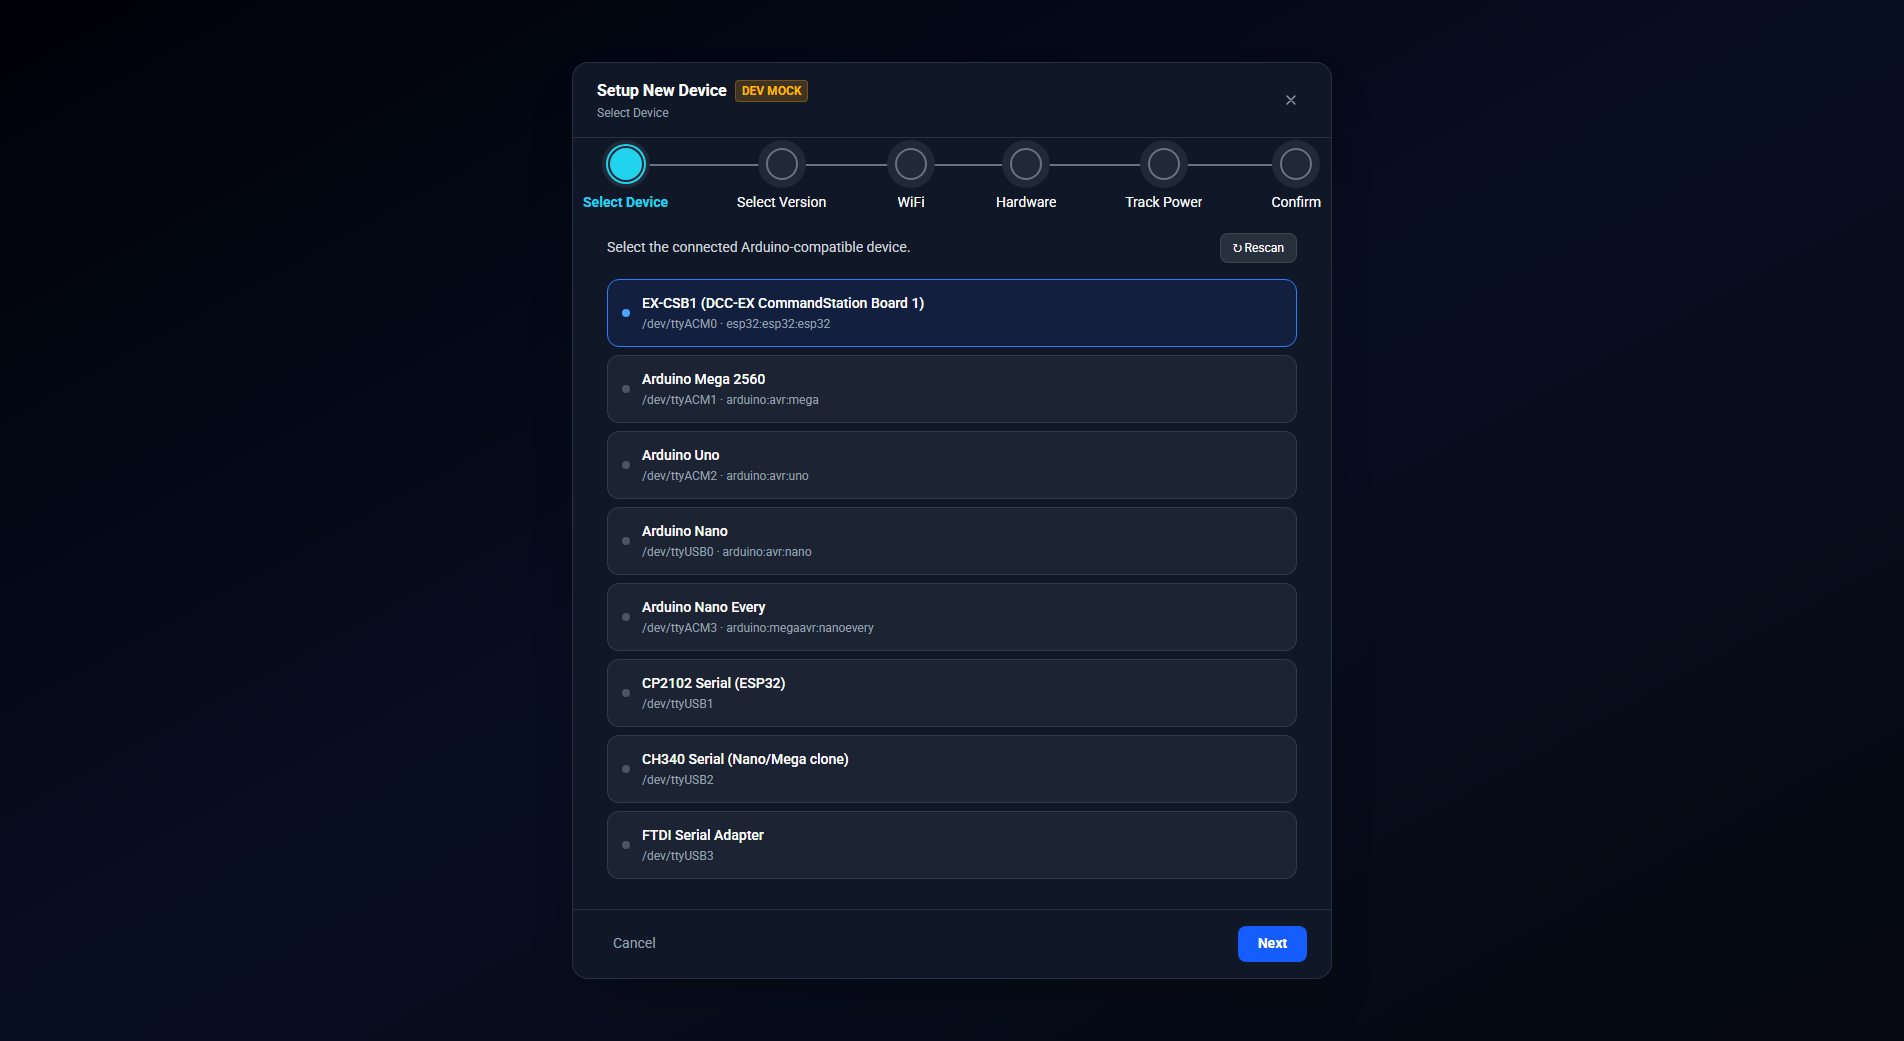 Setup New Device DEV MOCK
Select Device
Select Device Select Version WiFi Hardware Track Power Confirm
Select the connected Arduino-compatible device. ↻ Rescan
EX-CSB1 (DCC-EX CommandStation Board 1)
/dev/ttyACM0 · esp32:esp32:esp32
Arduino Mega 2560
/dev/ttyACM1 · arduino:avr:mega
Arduino Uno
/dev/ttyACM2 · arduino:avr:uno
Arduino Nano
/dev/ttyUSB0 · arduino:avr:nano
Arduino Nano Every
/dev/ttyACM3 · arduino:megaavr:nanoevery
CP2102 Serial (ESP32)
/dev/ttyUSB1
CH340 Serial (Nano/Mega clone)
/dev/ttyUSB2
FTDI Serial Adapter
/dev/ttyUSB3
Cancel Next